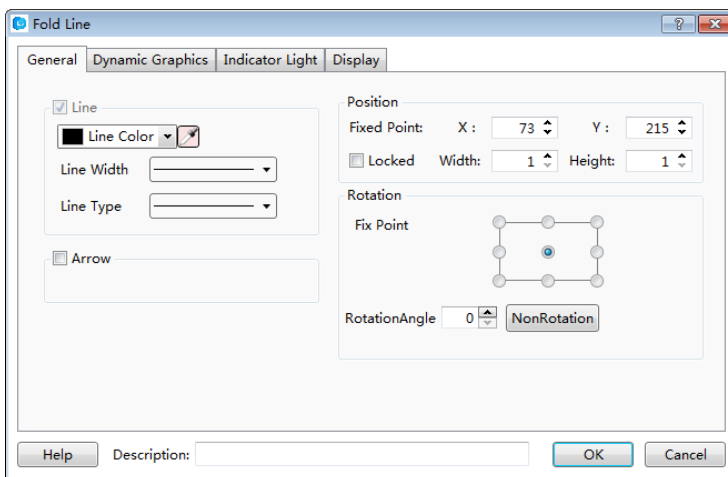 Fold Line
General Dynamic Graphics Indicator Light Display
Line
Line Color
Line Width
Line Type
Arrow
Position
Fixed Point: X : 73 Y : 215
Locked Width: 1 Height: 1
Rotation
Fix Point
RotationAngle 0 NonRotation
Help Description: OK Cancel